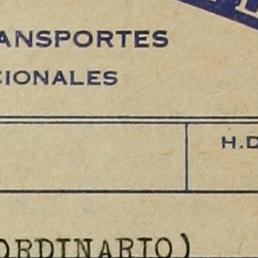 ANSPORTES
CIONALES
H.D
ORDINARIO)